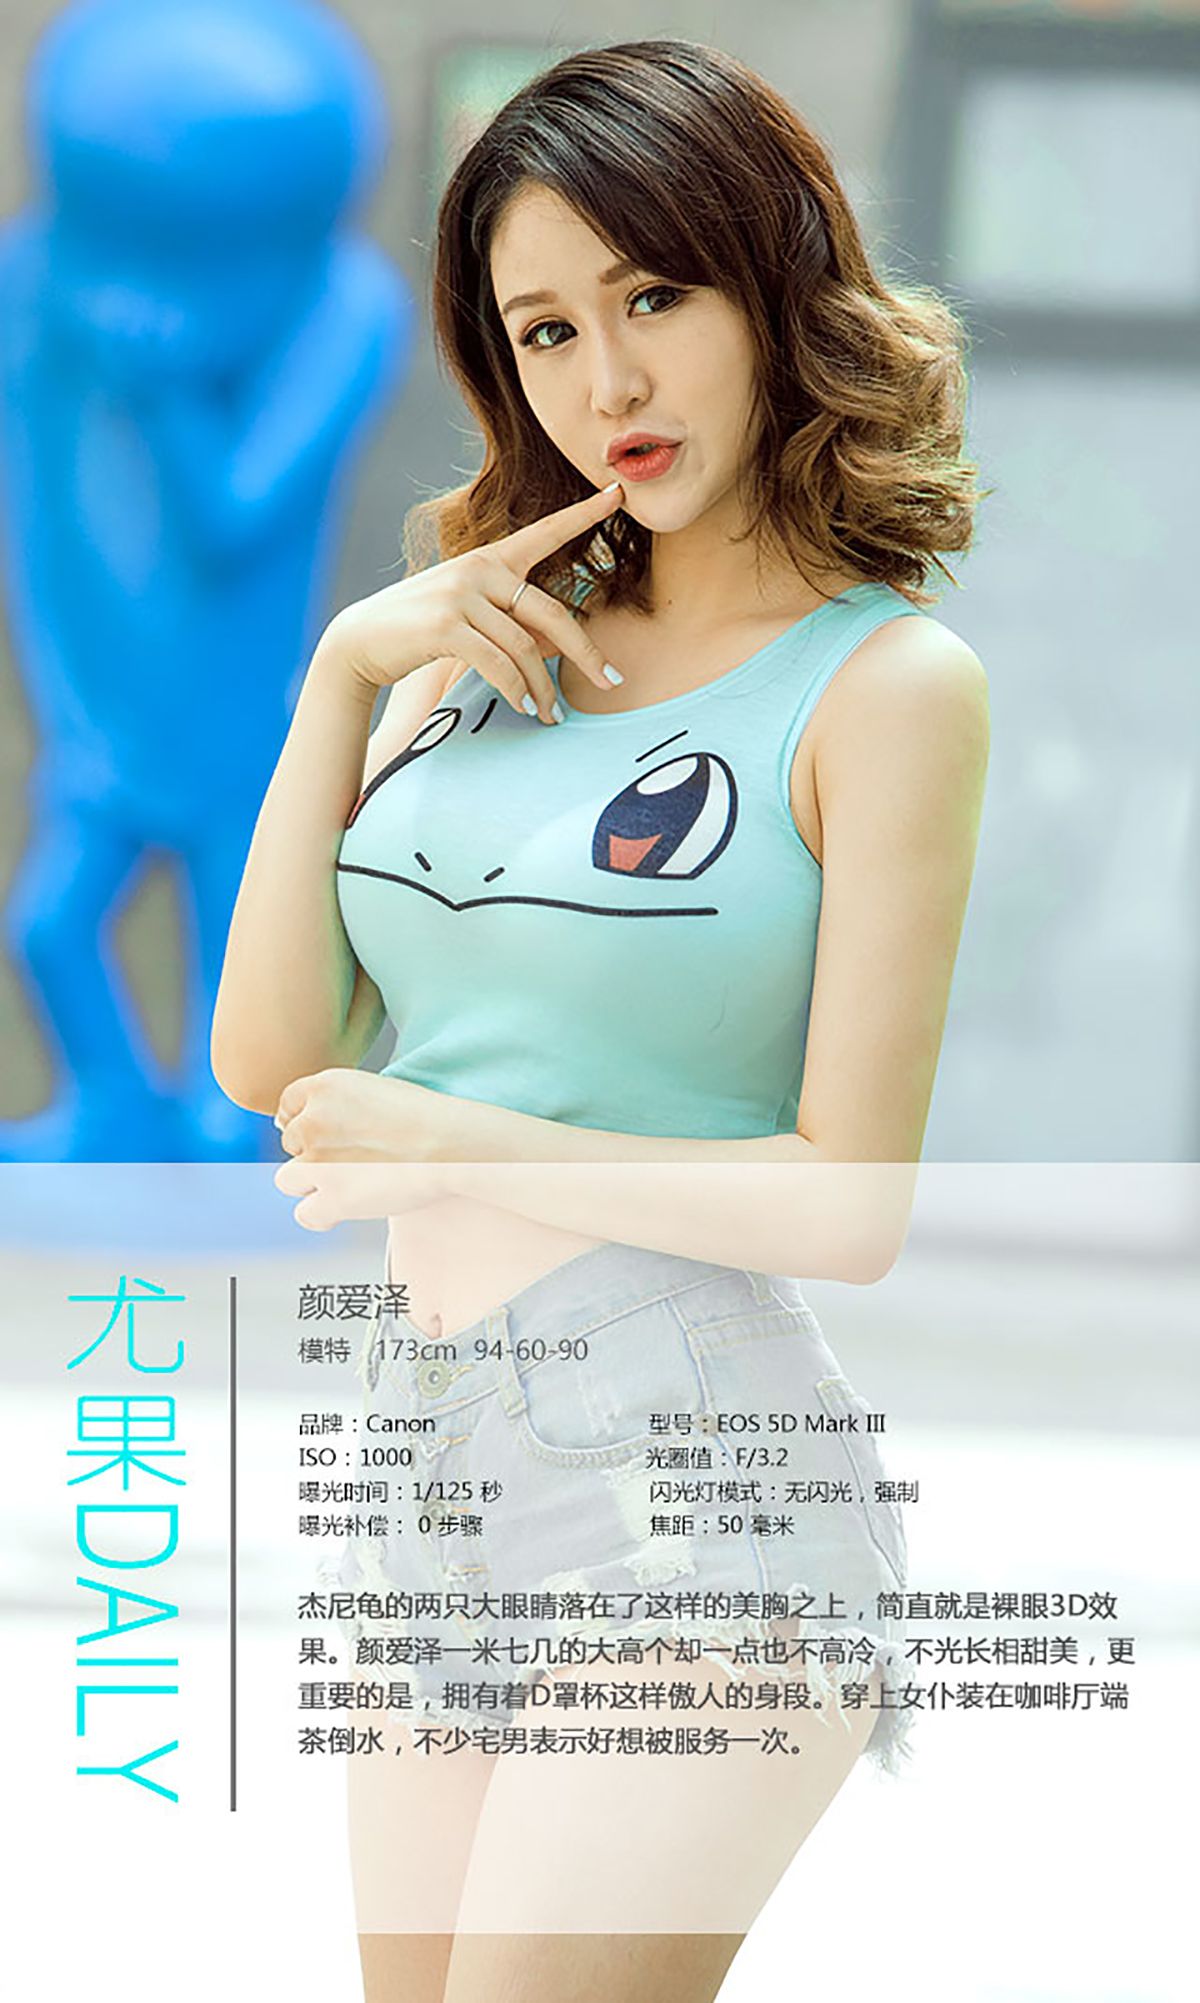 尤果DAILY
颜爱泽
模特 173cm 94-60-90
品牌：Canon 型号：EOS 5D Mark III
ISO：1000 光圈值：F/3.2
曝光时间：1/125 秒 闪光灯模式：无闪光，强制
曝光补偿： 0 步骤 焦距：50 毫米
杰尼龟的两只大眼睛落在了这样的美胸之上，简直就是裸眼3D效
果。颜爱泽一米七几的大高个却一点也不高冷，不光长相甜美，更
重要的是，拥有着D罩杯这样傲人的身段。穿上女仆装在咖啡厅端
茶倒水，不少宅男表示好想被服务一次。